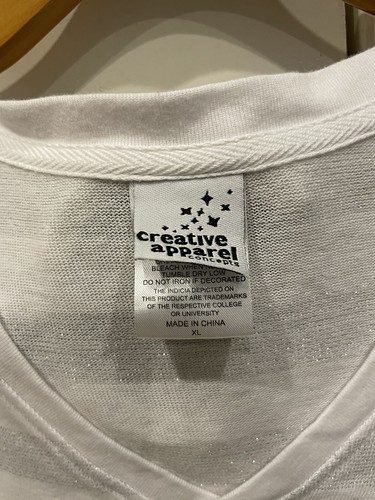 creative
apparel
concepts
BLEACH WHEN
TUMBLE DRY LOW
DO NOT IRON IF DECORATED
THE INDICIA DEPICTED ON
THIS PRODUCT ARE TRADEMARKS
OF THE RESPECTIVE COLLEGE
OR UNIVERSITY
MADE IN CHINA
XL